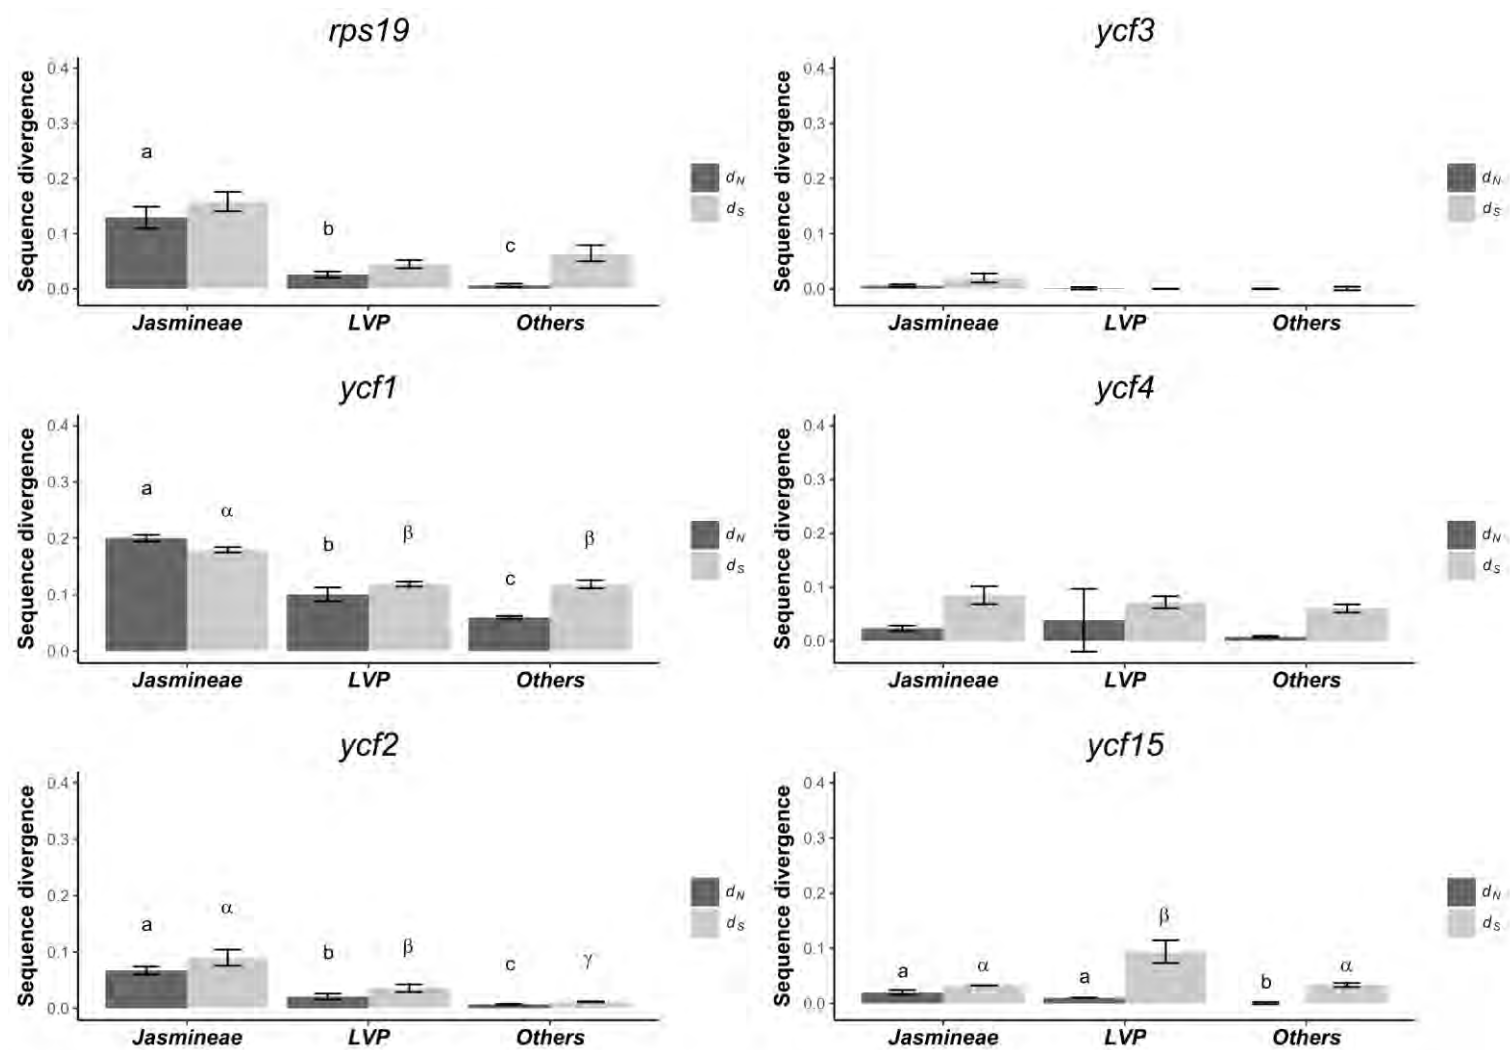 rps19
Sequence divergence
0.4
0.3
0.2
0.1
0.0
a
b
c
Jasmineae LVP Others
dN
dS
ycf3
Sequence divergence
0.4
0.3
0.2
0.1
0.0
Jasmineae LVP Others
dN
dS
ycf1
Sequence divergence
0.4
0.3
0.2
0.1
0.0
a α b β c β
Jasmineae LVP Others
dN
dS
ycf4
Sequence divergence
0.4
0.3
0.2
0.1
0.0
Jasmineae LVP Others
dN
dS
ycf2
Sequence divergence
0.4
0.3
0.2
0.1
0.0
a α b β c γ
Jasmineae LVP Others
dN
dS
ycf15
Sequence divergence
0.4
0.3
0.2
0.1
0.0
a α a β b α
Jasmineae LVP Others
dN
dS